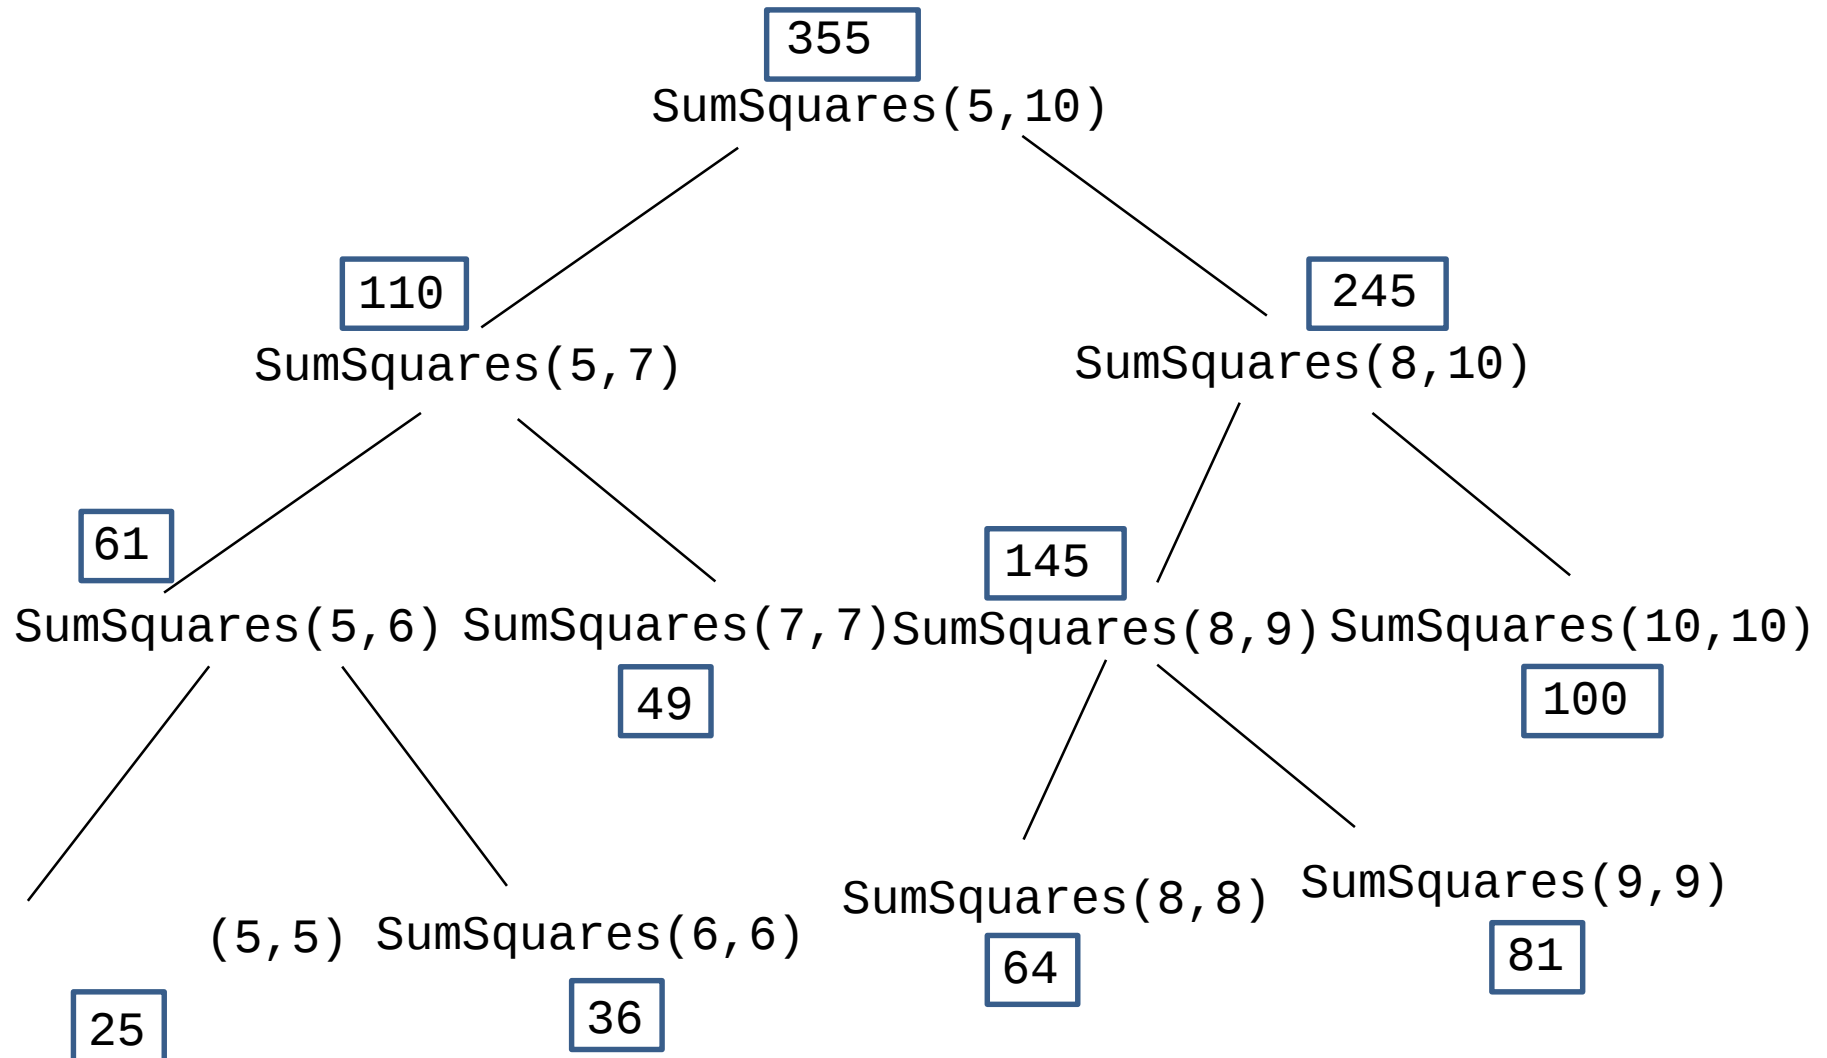 355
SumSquares(5,10)
110
245
SumSquares(5,7)
SumSquares(8,10)
61
145
SumSquares(5,6)
SumSquares(7,7)
SumSquares(8,9)
SumSquares(10,10)
49
100
(5,5)
SumSquares(6,6)
SumSquares(8,8)
SumSquares(9,9)
25
36
64
81